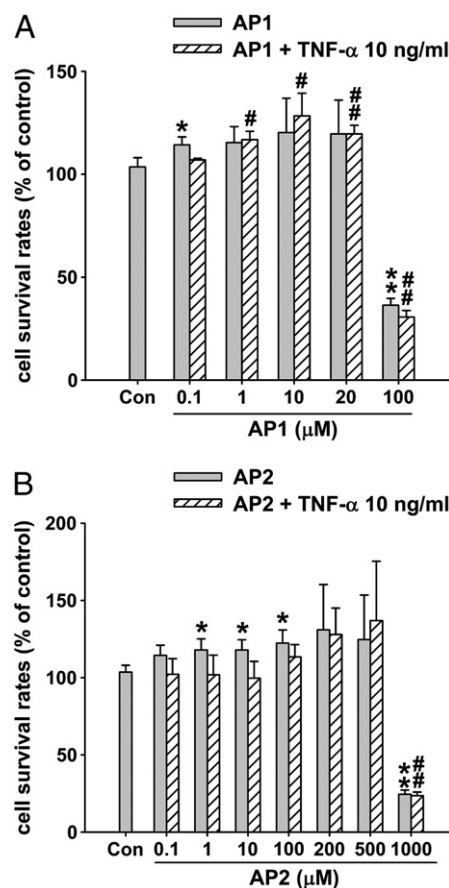 A
AP1
AP1 + TNF-α 10 ng/ml
cell survival rates (% of control)
150
100
50
0
*
#
#
##
**
##
Con 0.1 1 10 20 100
AP1 (μM)
B
AP2
AP2 + TNF-α 10 ng/ml
cell survival rates (% of control)
200
150
100
50
0
*
*
*
**
##
Con 0.1 1 10 100 200 500 1000
AP2 (μM)